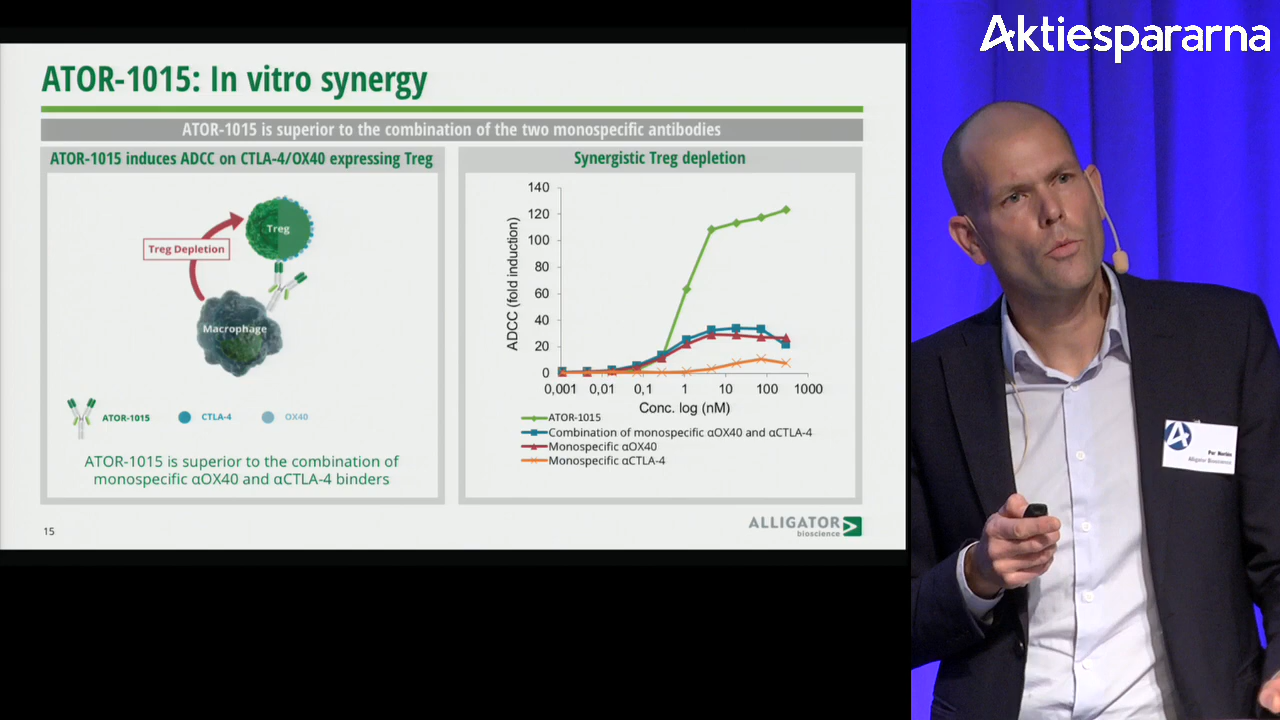 Aktiespararna
ATOR-1015: In vitro synergy
ATOR-1015 is superior to the combination of the two monospecific antibodies
ATOR-1015 induces ADCC on CTLA-4/OX40 expressing Treg
Treg
Treg Depletion
Macrophage
ATOR-1015
CTLA-4
OX40
ATOR-1015 is superior to the combination of
monospecific αOX40 and αCTLA-4 binders
Synergistic Treg depletion
ADCC (fold induction)
140
120
100
80
60
40
20
0
0,001 0,01 0,1 1 10 100 1000
Conc. log (nM)
ATOR-1015
Combination of monospecific αOX40 and αCTLA-4
Monospecific αOX40
Monospecific αCTLA-4
15
ALLIGATOR
bioscience
Per
Alligator Bioscience